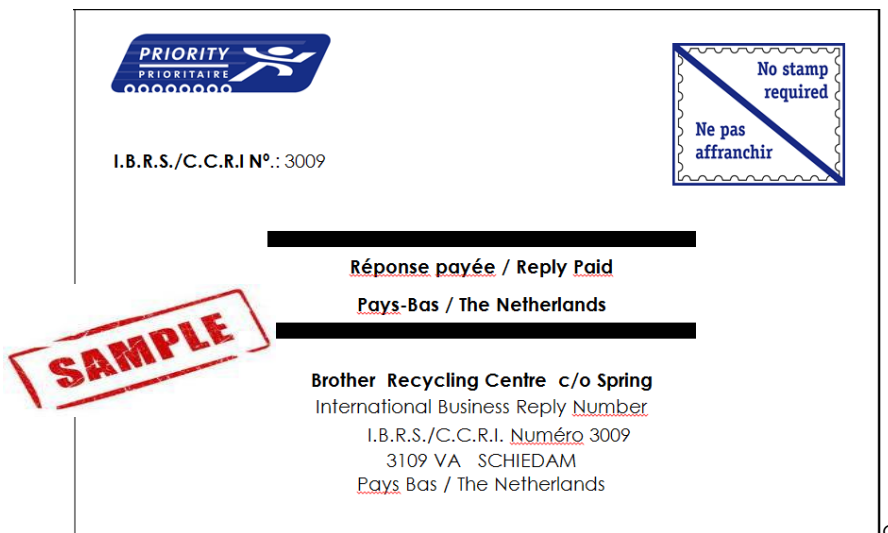 PRIORITY
PRIORITAIRE
No stamp
required
Ne pas
affranchir
I.B.R.S./C.C.R.I Nº.: 3009
Réponse payée / Reply Paid
Pays-Bas / The Netherlands
SAMPLE
Brother Recycling Centre c/o Spring
International Business Reply Number
I.B.R.S./C.C.R.I. Numéro 3009
3109 VA SCHIEDAM
Pays Bas / The Netherlands